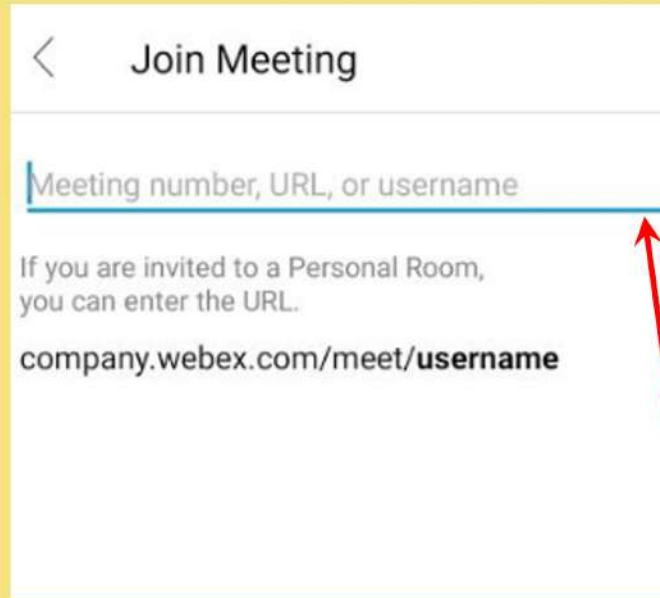 Join Meeting
Meeting number, URL, or username
If you are invited to a Personal Room,
you can enter the URL.
company.webex.com/meet/username